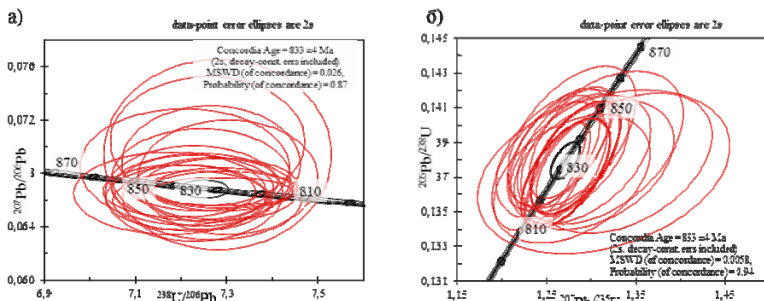 а)
data-point error ellipses are 2s
Concordia Age = 833 ±4 Ma
(2s, decay-const. errs included)
MSWD (of concordance) = 0.026,
Probability (of concordance) = 0.87
0,076
0,072
0,064
0,060
207Pb/206Pb
870
850
830
810
6,9
7,1
7,3
7,5
238U/206Pb
б)
data-point error ellipses are 2s
0,145
0,143
0,141
0,135
0,133
0,131
206Pb/238U
870
850
830
810
Concordia Age = 833 ±4 Ma
(2s, decay-const. errs included)
MSWD (of concordance) = 0.0058,
Probability (of concordance) = 0.94
1,15
1,25
1,35
1,45